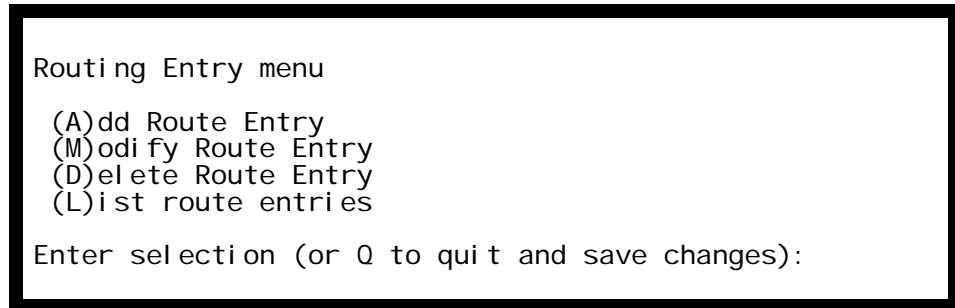 Routing Entry menu
(A)dd Route Entry
(M)odify Route Entry
(D)elete Route Entry
(L)ist route entries
Enter selection (or Q to quit and save changes):